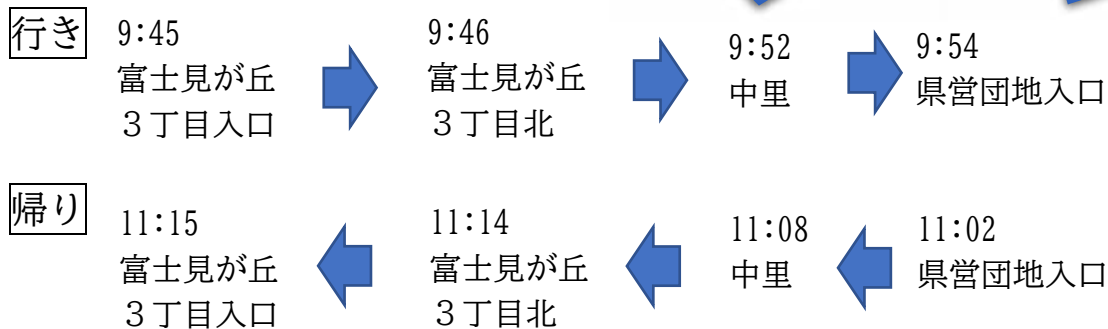 行き
9:45
富士見が丘
３丁目入口
9:46
富士見が丘
３丁目北
9:52
中里
9:54
県営団地入口
帰り
11:15
富士見が丘
３丁目入口
11:14
富士見が丘
３丁目北
11:08
中里
11:02
県営団地入口